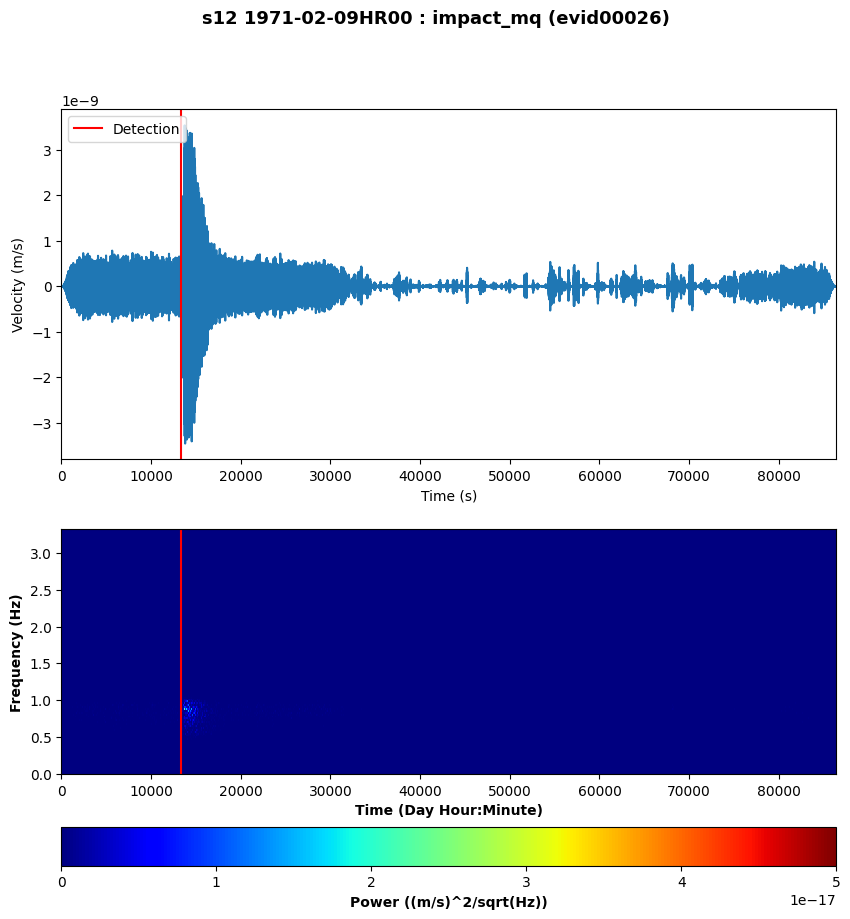 s12 1971-02-09HR00 : impact_mq (evid00026)
1e−9
Detection
3
2
1
0
−1
−2
−3
Velocity (m/s)
0 10000 20000 30000 40000 50000 60000 70000 80000
Time (s)
3.0
2.5
2.0
1.5
1.0
0.5
0.0
Frequency (Hz)
0 10000 20000 30000 40000 50000 60000 70000 80000
Time (Day Hour:Minute)
0 1 2 3 4 5
1e−17
Power ((m/s)^2/sqrt(Hz))